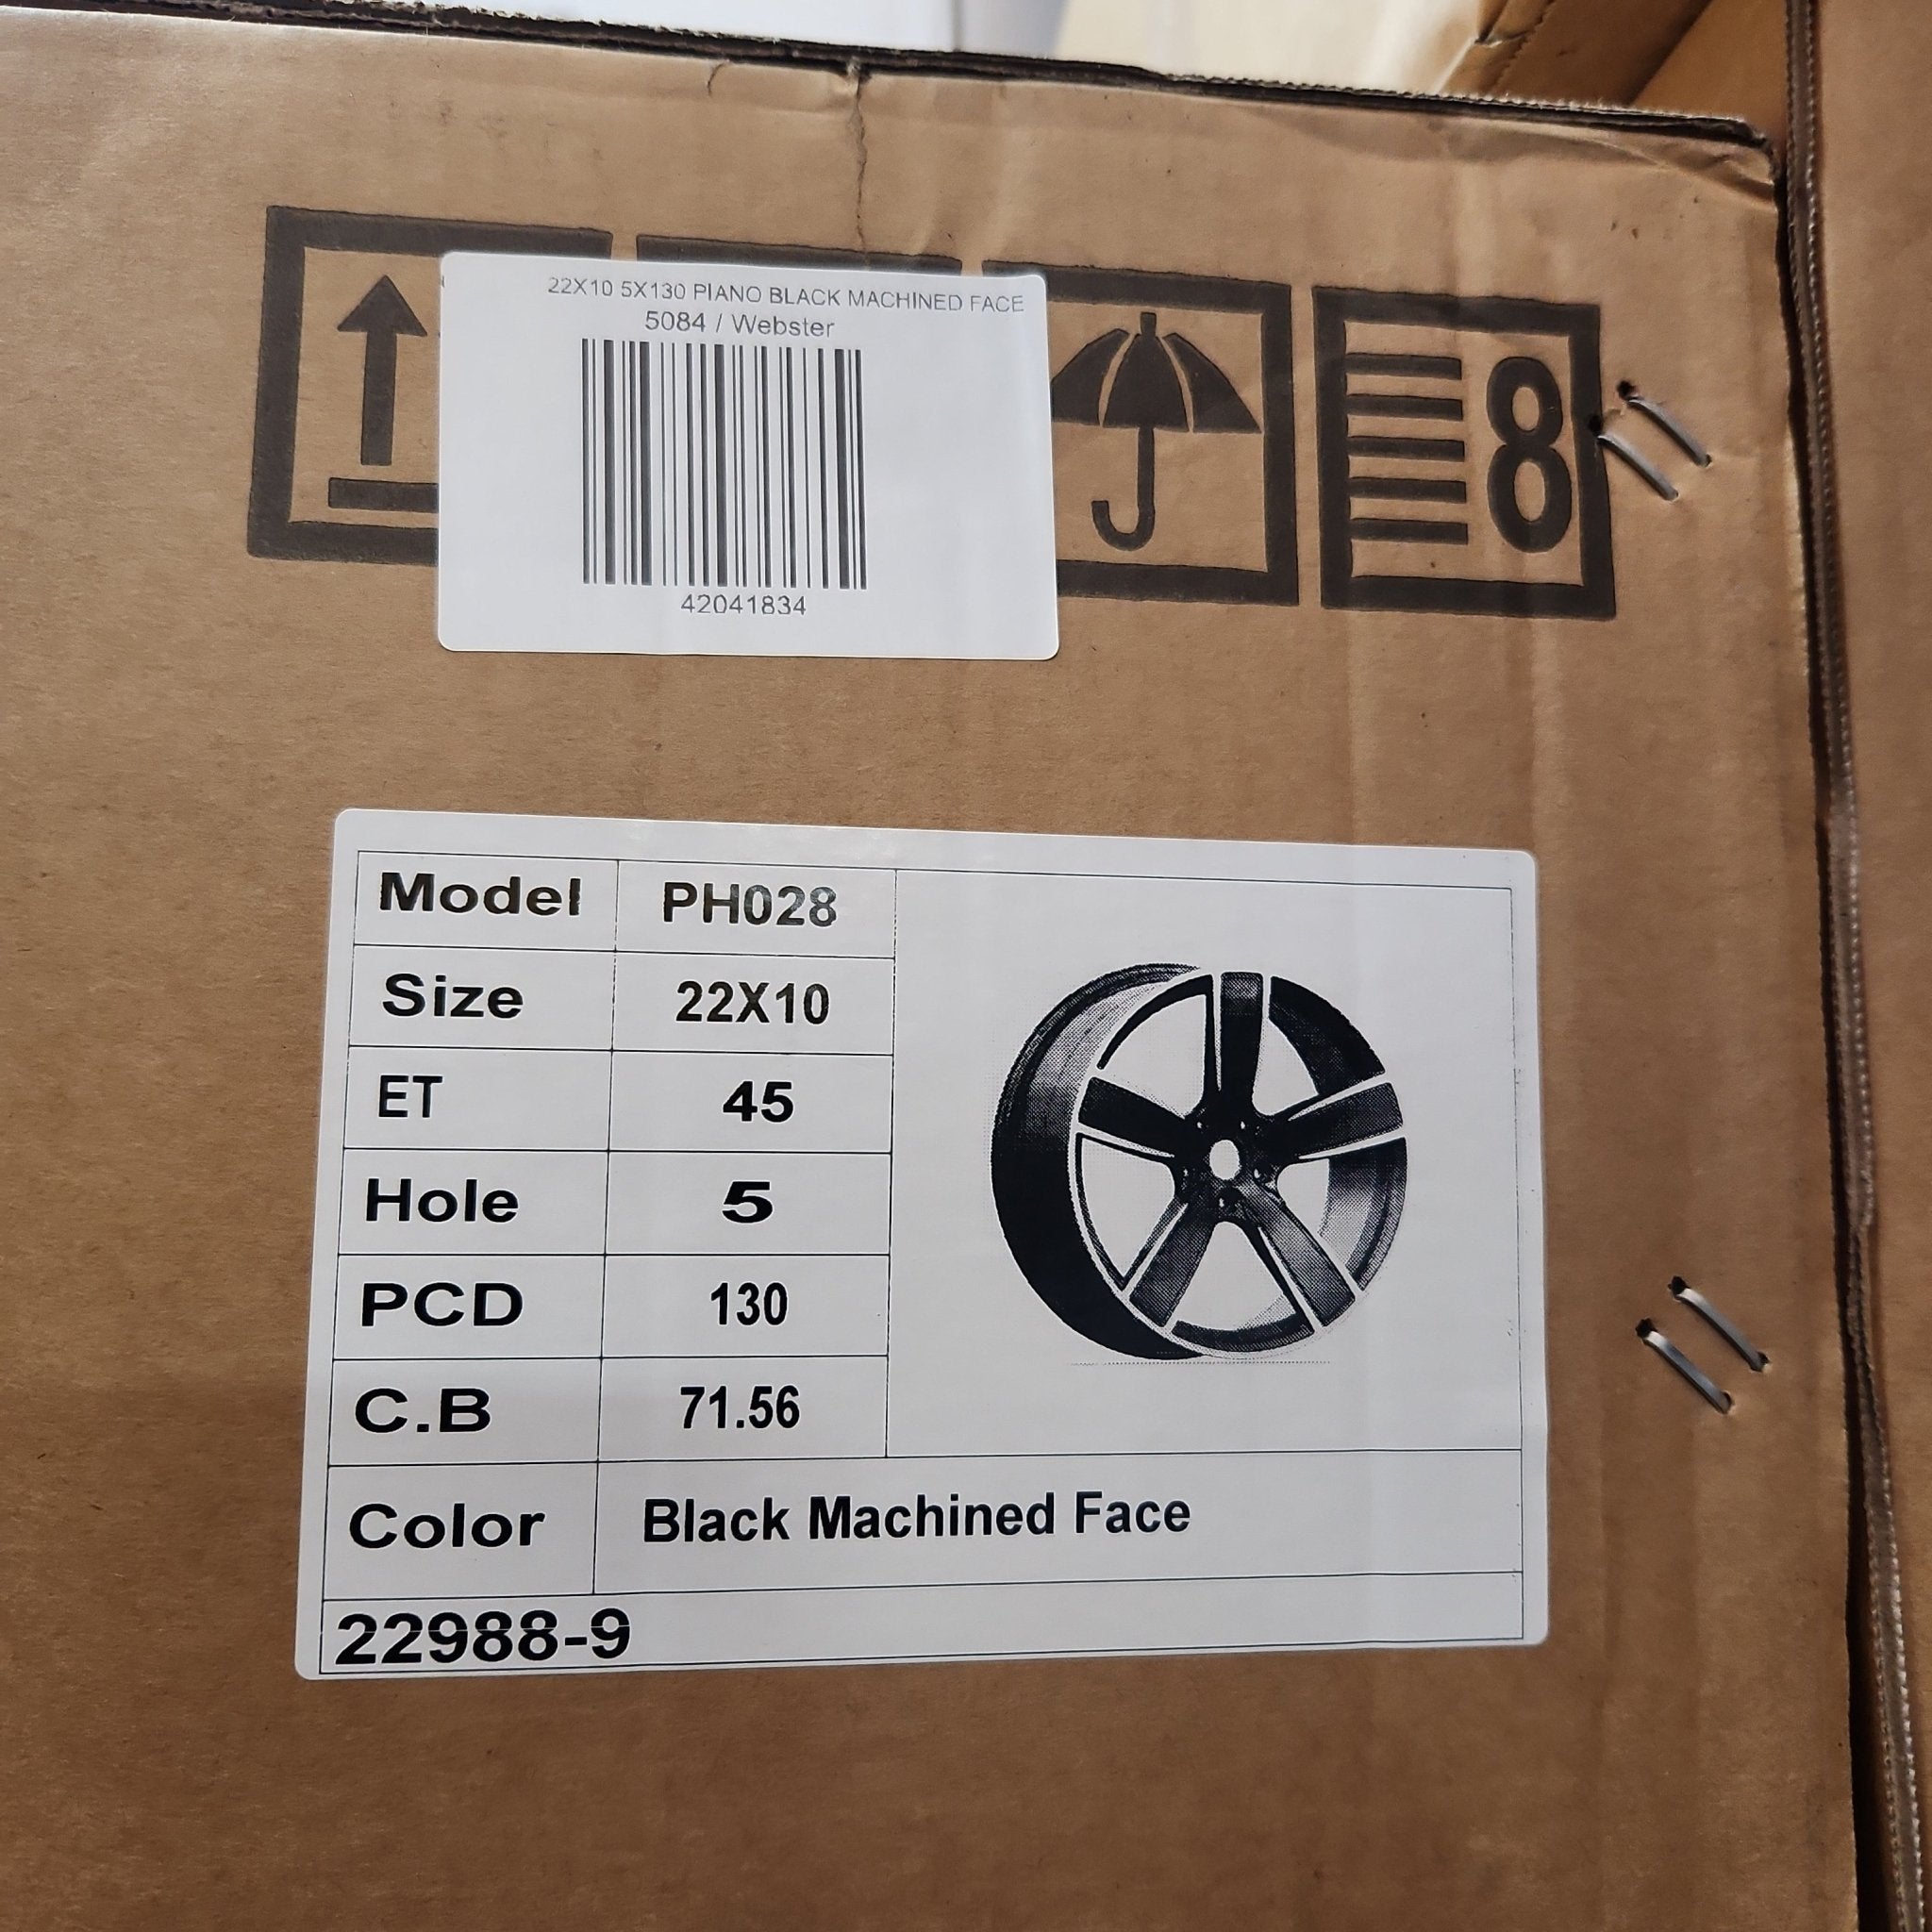 22X10 5X130 PIANO BLACK MACHINED FACE
5084 / Webster
42041834
8
Model PH028
Size 22X10
ET 45
Hole 5
PCD 130
C.B 71.56
Color Black Machined Face
22988-9